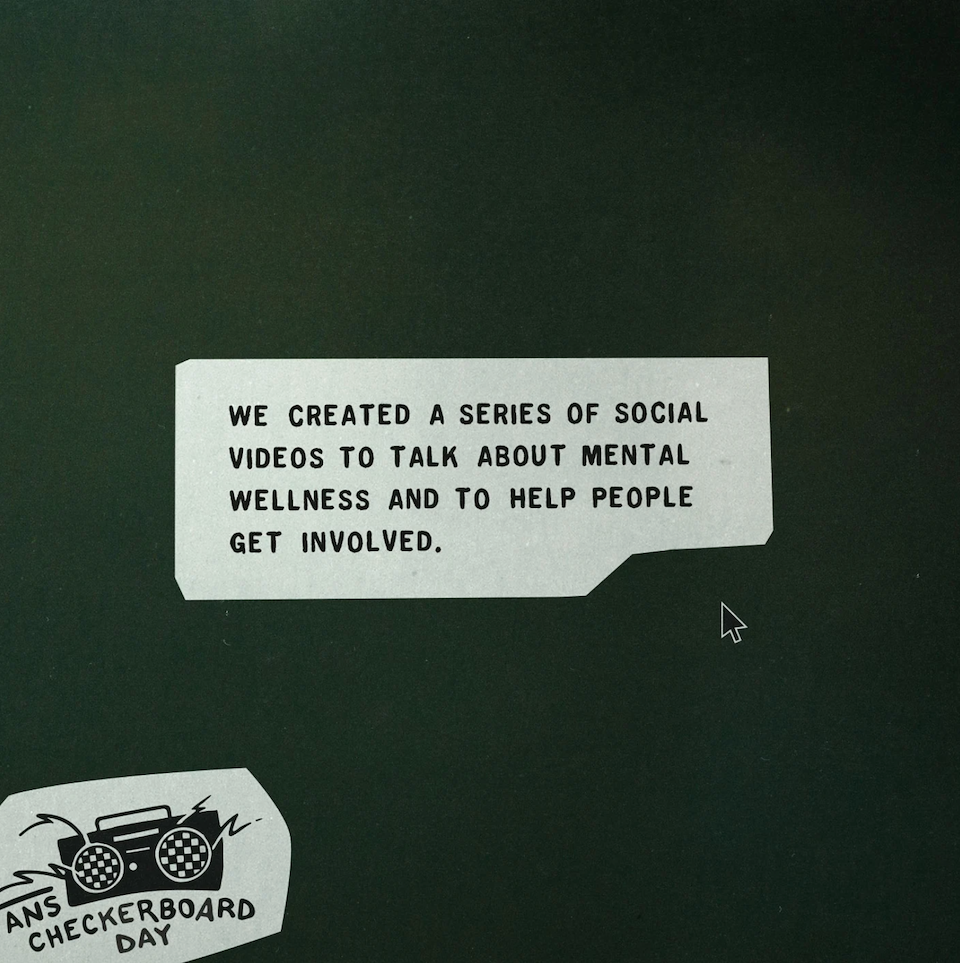 WE CREATED A SERIES OF SOCIAL
VIDEOS TO TALK ABOUT MENTAL
WELLNESS AND TO HELP PEOPLE
GET INVOLVED.
ANS
CHECKERBOARD
DAY